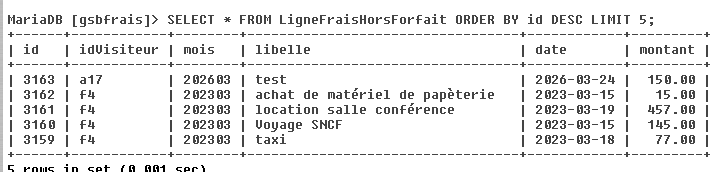 MariaDB [gsbfrais]> SELECT * FROM LigneFraisHorsForfait ORDER BY id DESC LIMIT 5;
+------+------------+--------+------------------------------+------------+---------+
| id   | idVisiteur | mois   | libelle                      | date       | montant |
+------+------------+--------+------------------------------+------------+---------+
| 3163 | a17        | 202603 | test                         | 2026-03-24 |  150.00 |
| 3162 | f4         | 202303 | achat de matériel de papèterie | 2023-03-15 |   15.00 |
| 3161 | f4         | 202303 | location salle conférence    | 2023-03-19 |  457.00 |
| 3160 | f4         | 202303 | Voyage SNCF                  | 2023-03-15 |  145.00 |
| 3159 | f4         | 202303 | taxi                         | 2023-03-18 |   77.00 |
+------+------------+--------+------------------------------+------------+---------+
5 rows in set (0.001 sec)